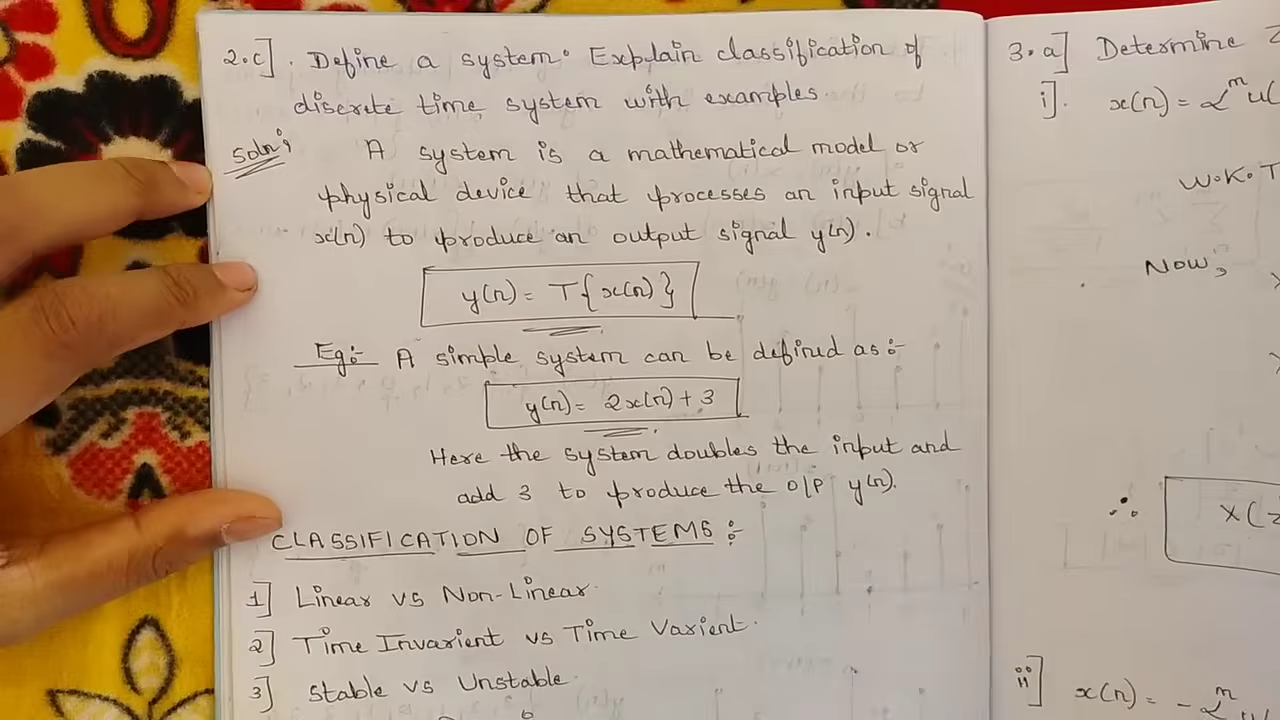 2.c]. Define a system. Explain classification of
discrete time system with examples.
Soln:
A system is a mathematical model or
physical device that processes an input signal
x(n) to produce an output signal y(n).
y(n) = T{x(n)}
Eg:- A simple system can be defined as:-
y(n) = 2x(n) + 3
Here the system doubles the input and
add 3 to produce the O/P y(n).
CLASSIFICATION OF SYSTEMS:-
1] Linear vs Non-Linear.
2] Time Invarient vs Time Varient.
3] Stable vs Unstable.
3.a] Determine
i]. x(n) = α^n u(
W.K.T
Now,
∴ X(z
ii] x(n) = -α^n u(